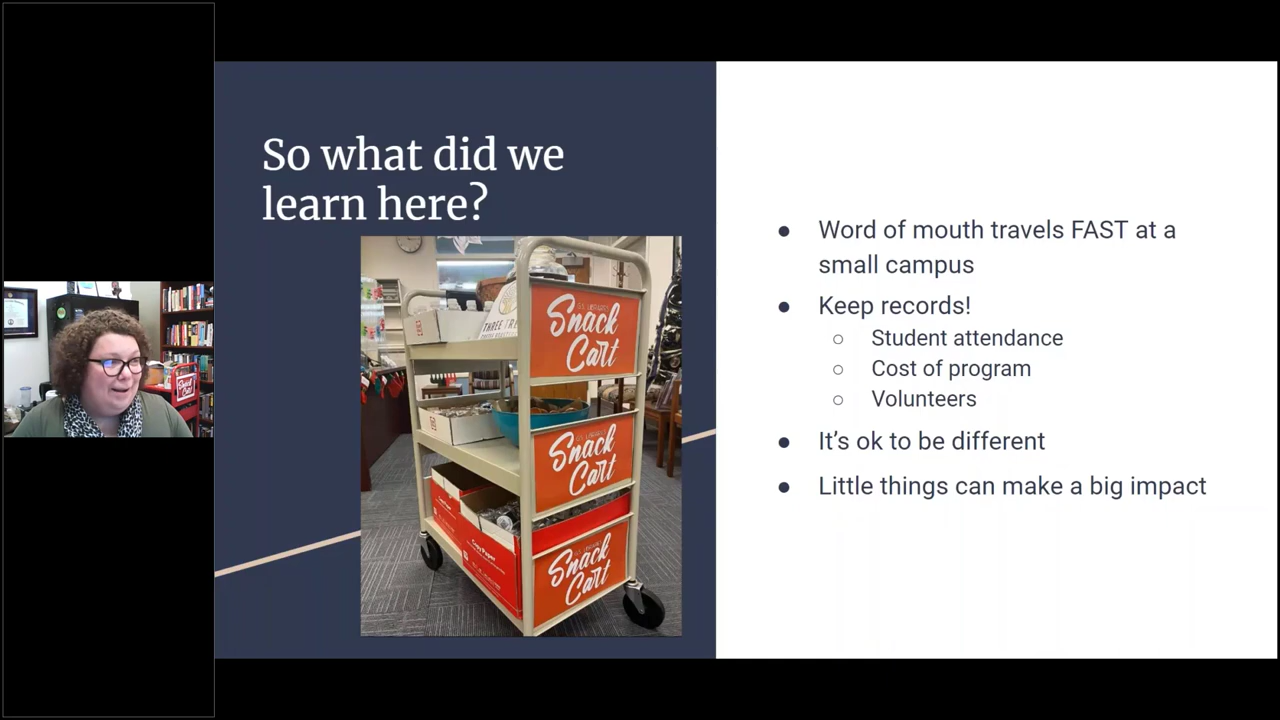 So what did we
learn here?
Snack
Cart
Snack
Cart
Snack
Cart
Word of mouth travels FAST at a
small campus
Keep records!
Student attendance
Cost of program
Volunteers
It's ok to be different
Little things can make a big impact